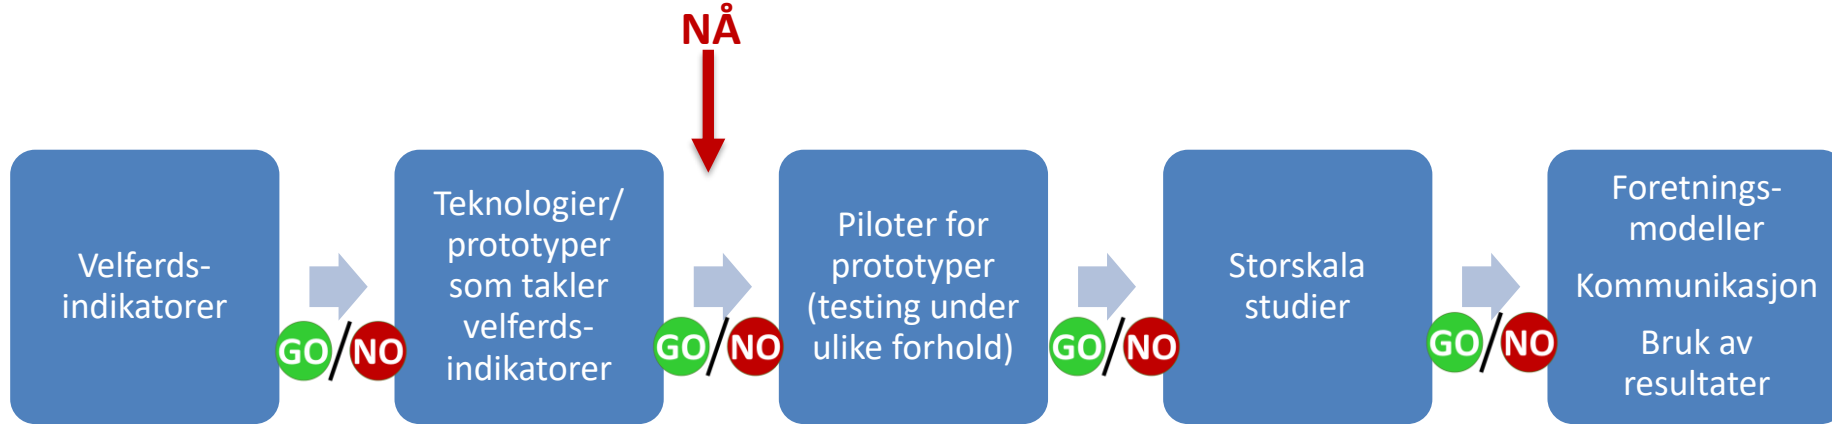 NÅ
Velferds-
indikatorer
GO/NO
Teknologier/
prototyper
som takler
velferds-
indikatorer
GO/NO
Piloter for
prototyper
(testing under
ulike forhold)
GO/NO
Storskala
studier
GO/NO
Foretnings-
modeller
Kommunikasjon
Bruk av
resultater